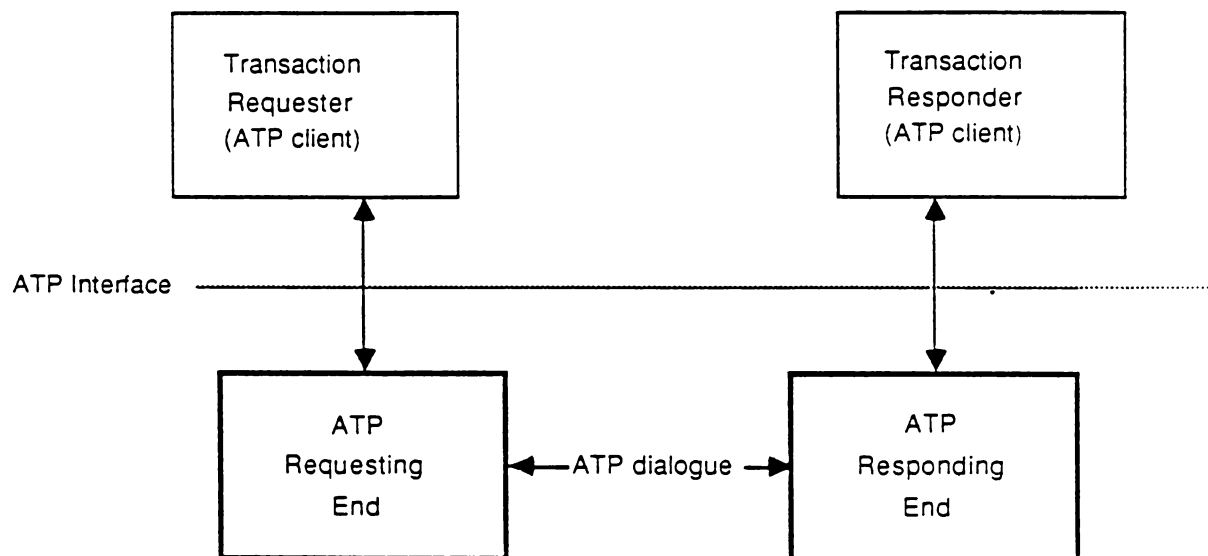 Transaction
Requester
(ATP client)
Transaction
Responder
(ATP client)
ATP Interface
ATP
Requesting
End
ATP dialogue
ATP
Responding
End